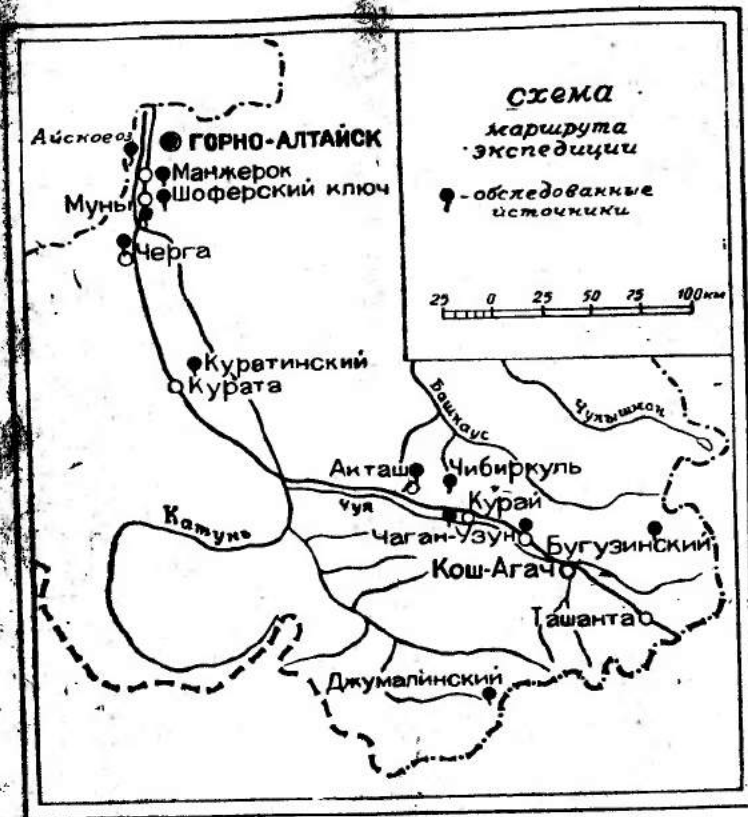 схема
маршрута
экспедиции
- обследованные
источники
25 0 25 50 75 100км
Айское оз
ГОРНО-АЛТАЙСК
Манжерок
Шоферский ключ
Муны
Черга
Куратинский
Курата
Башкаус
Чулышман
Акташ
Чибиркуль
Чуя
Курай
Катунь
Чаган-Узун
Бугузинский
Кош-Агач
Ташанта
Джумалинский